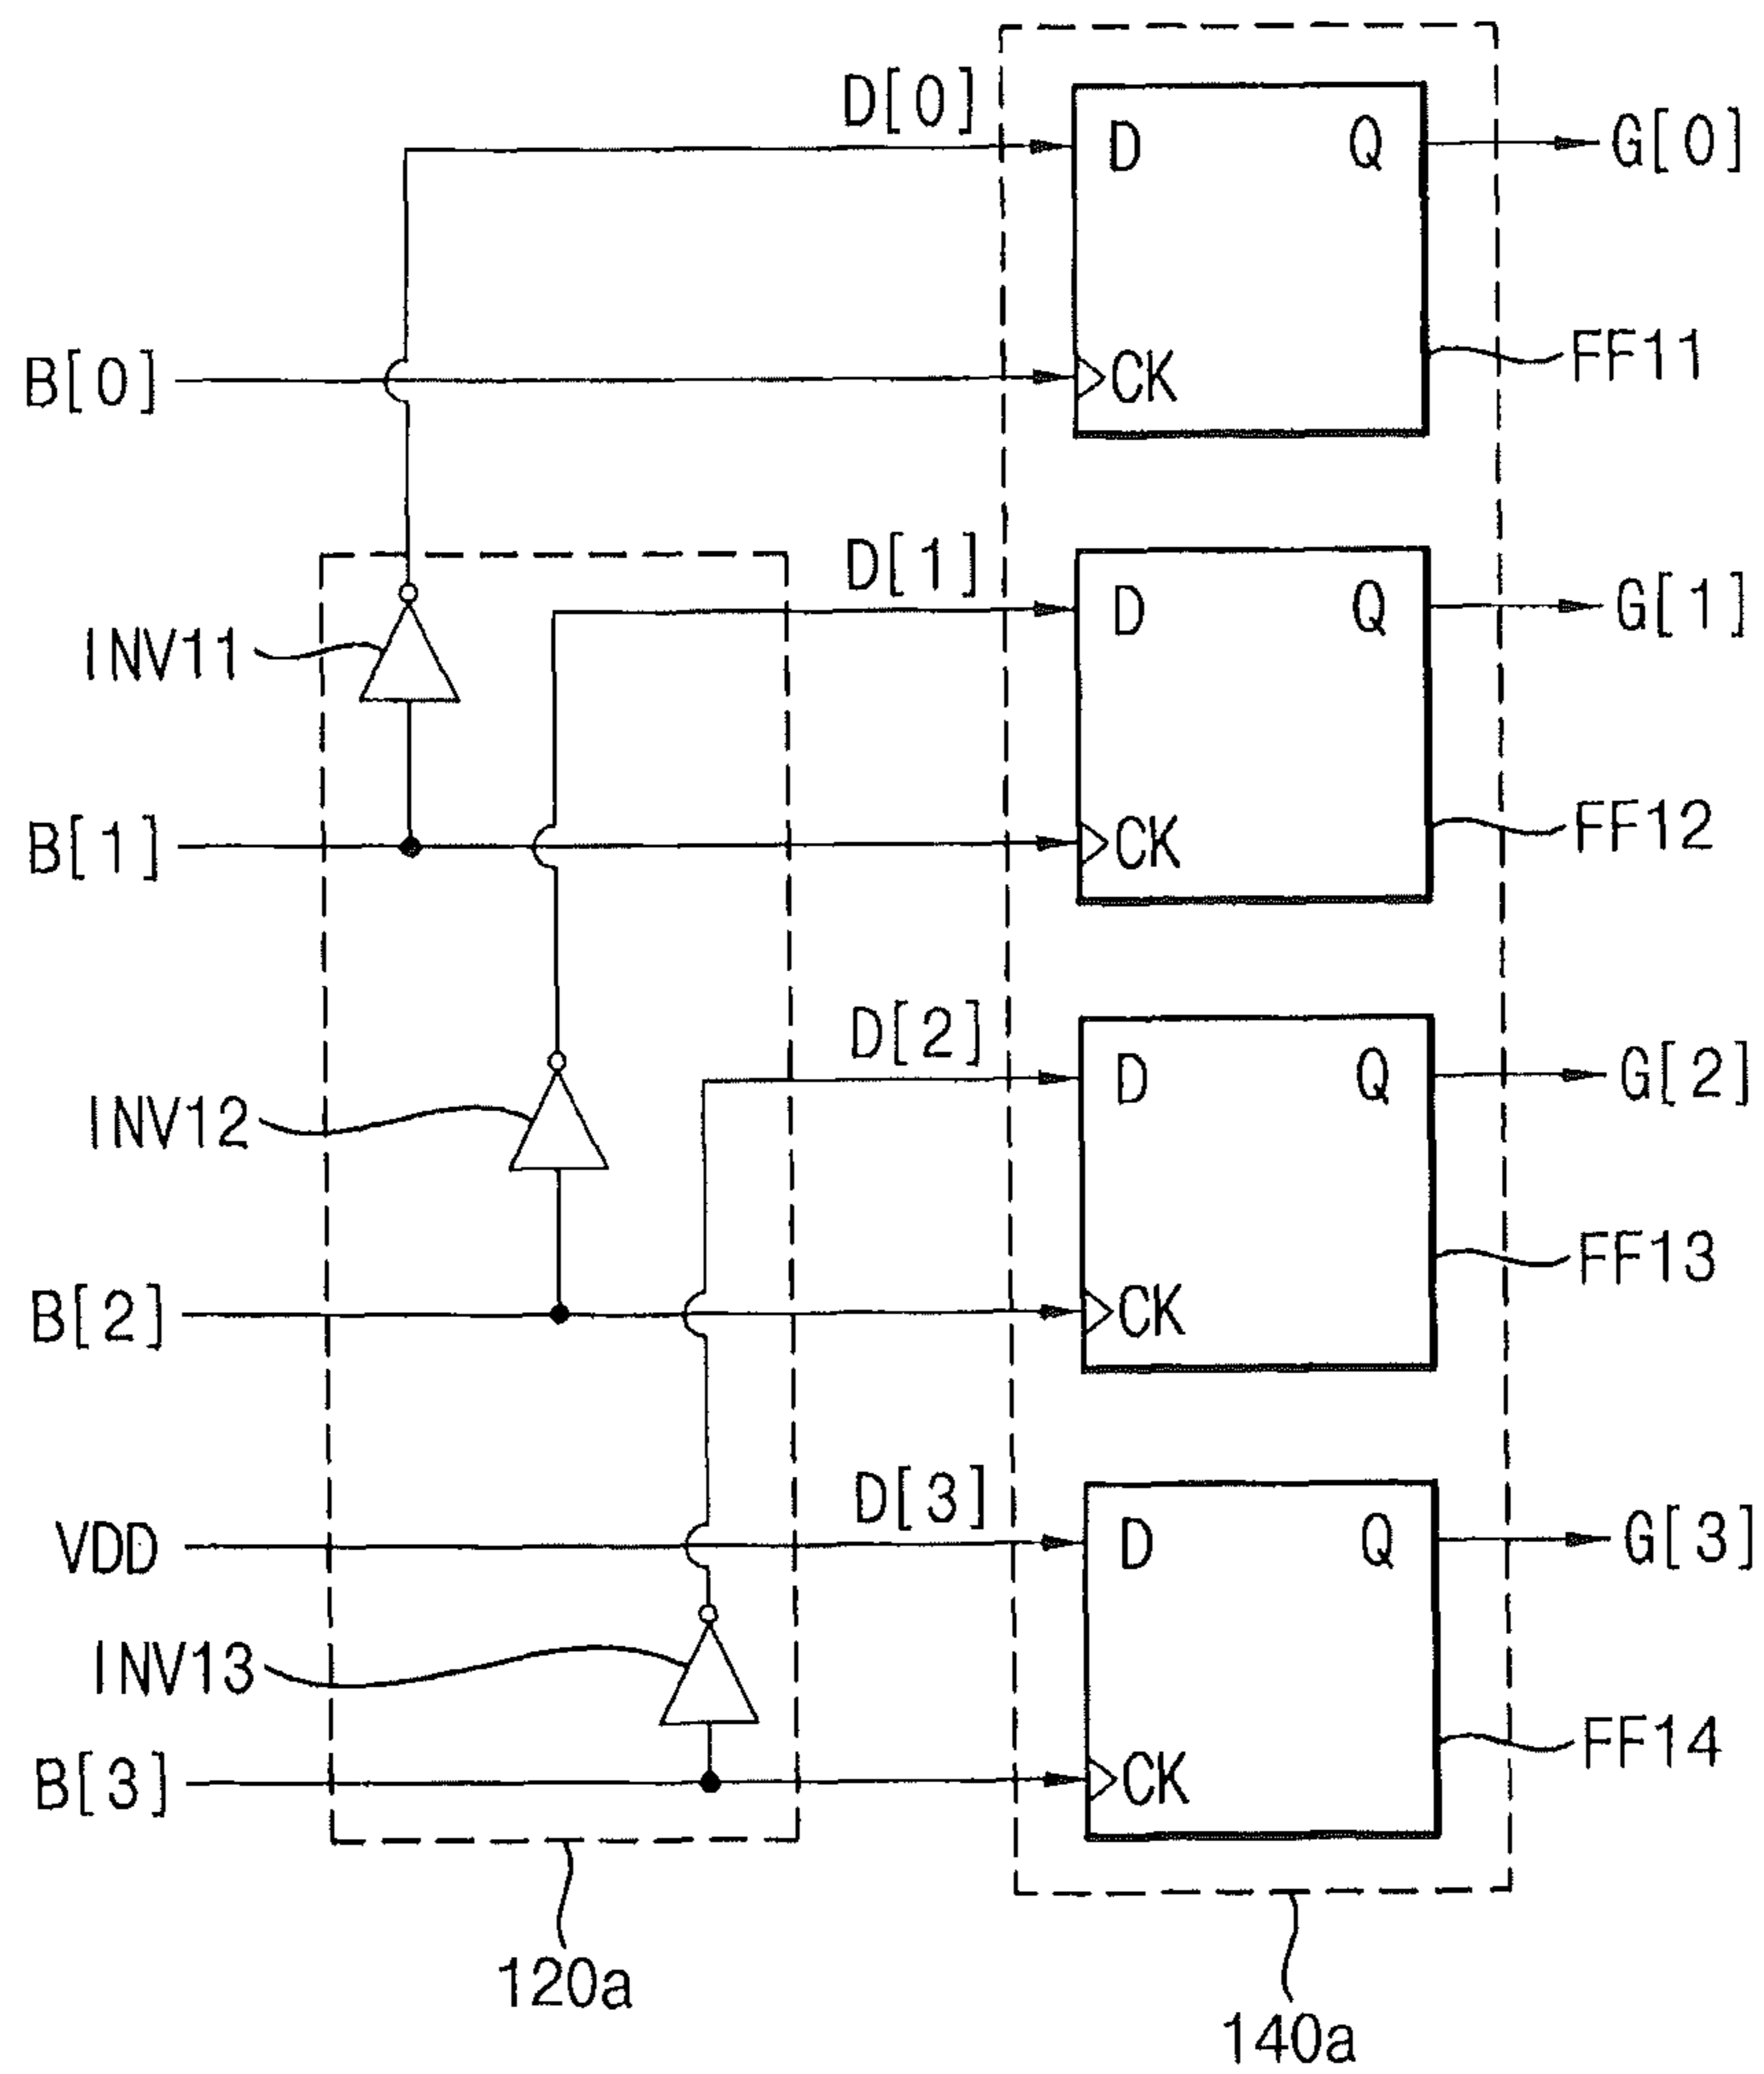 D[0]
D Q G[0]
B[0] CK FF11
D[1]
D Q G[1]
INV11
B[1] CK FF12
D[2]
D Q G[2]
INV12
B[2] CK FF13
D[3]
VDD D Q G[3]
INV13
B[3] CK FF14
120a
140a